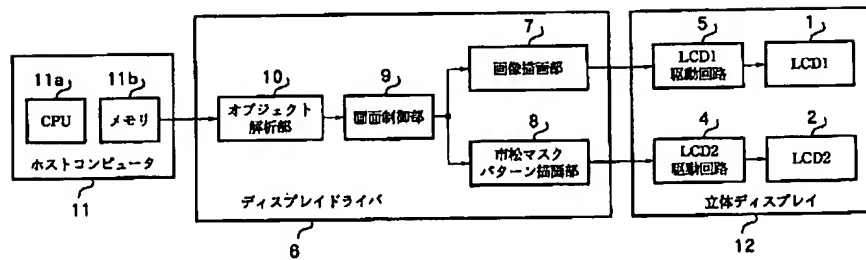 11a
CPU
11b
メモリ
ホストコンピュータ
11
10
オブジェクト
解析部
9
画面制御部
7
画像描画部
8
市松マスク
パターン描画部
ディスプレイドライバ
6
5
LCD1
駆動回路
1
LCD1
4
LCD2
駆動回路
2
LCD2
立体ディスプレイ
12